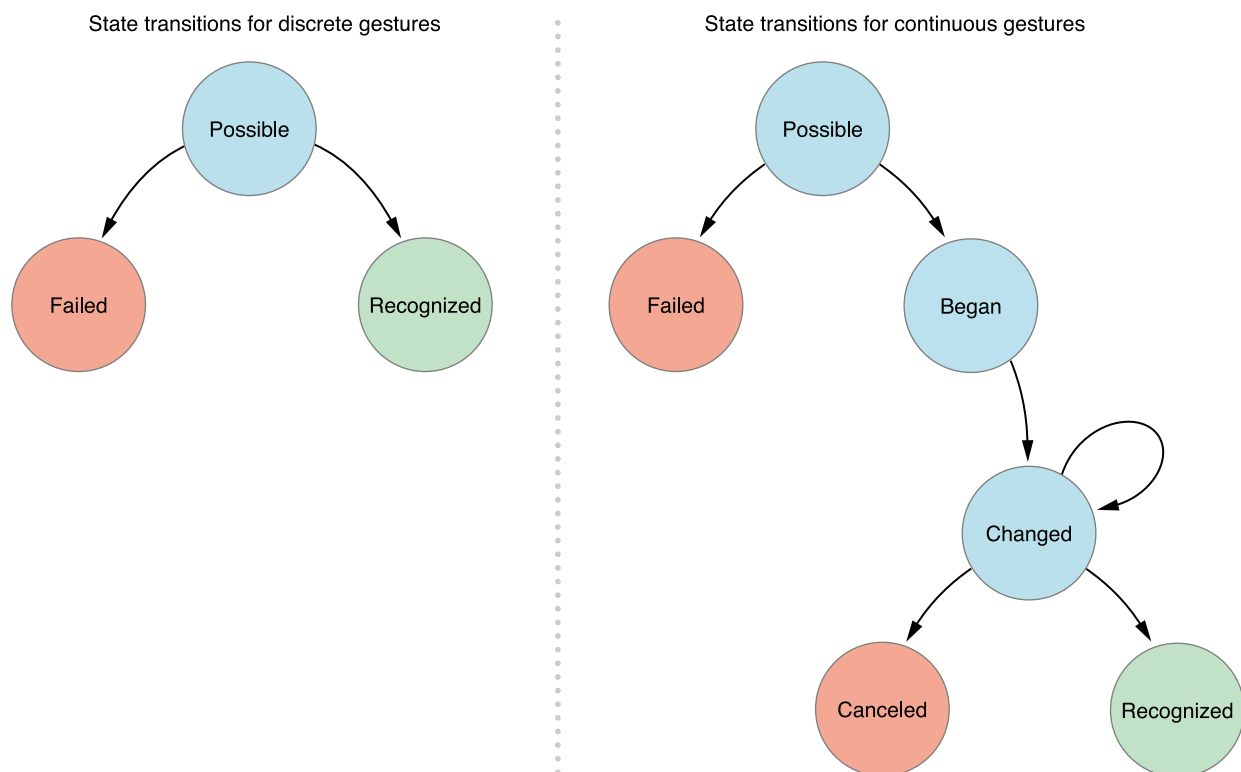 State transitions for discrete gestures
Possible
Failed
Recognized
State transitions for continuous gestures
Possible
Failed
Began
Changed
Canceled
Recognized